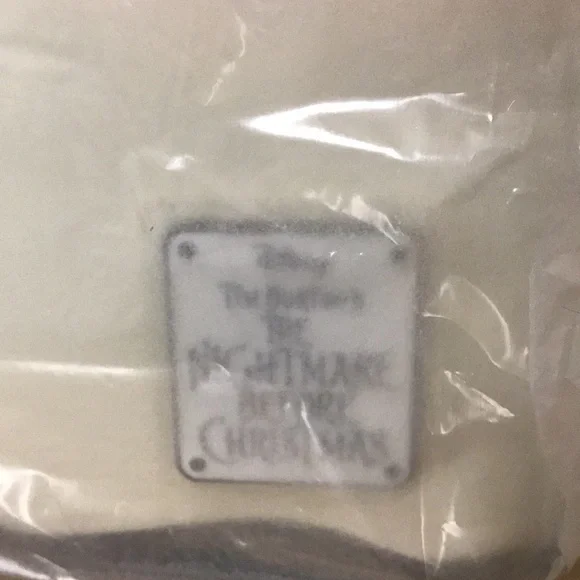 Disney
Tim Burton's
THE
NIGHTMARE
BEFORE
CHRISTMAS